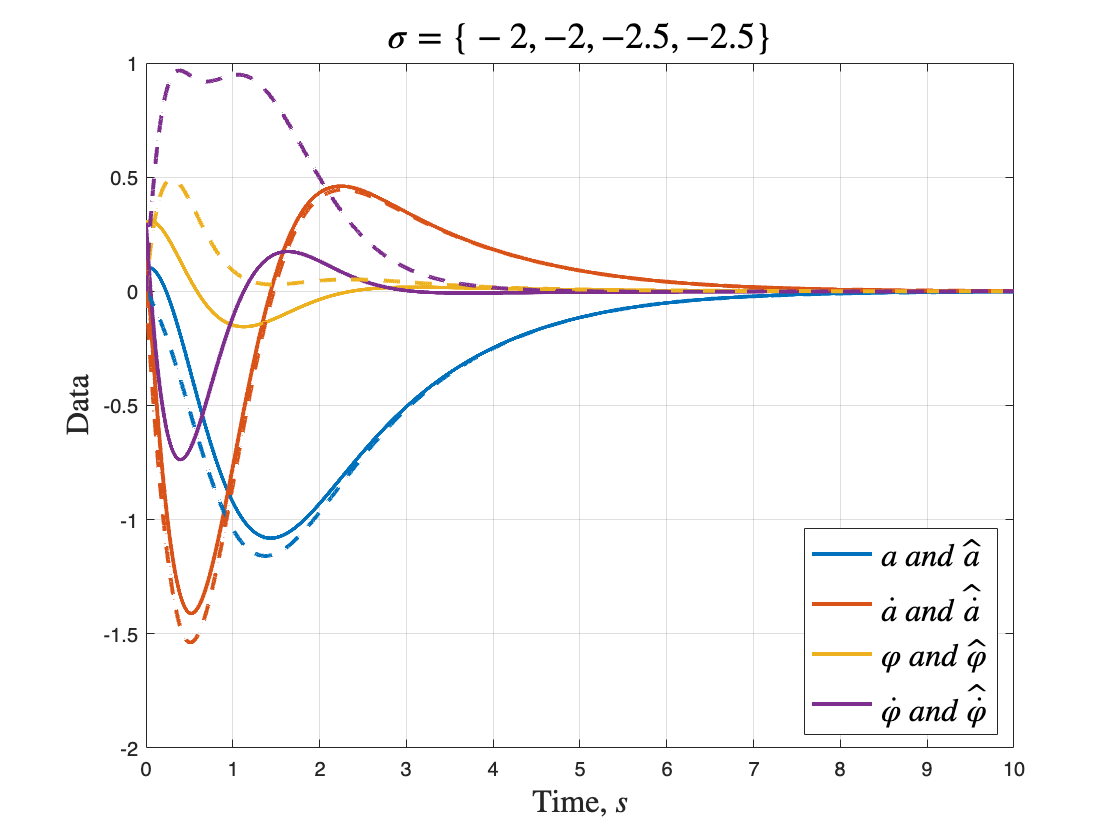 σ = { − 2, −2, −2.5, −2.5}
1
0.5
0
-0.5
-1
-1.5
-2
Data
0 1 2 3 4 5 6 7 8 9 10
Time, s
a and â
ȧ and ȧ̂
φ and φ̂
φ̇ and φ̇̂